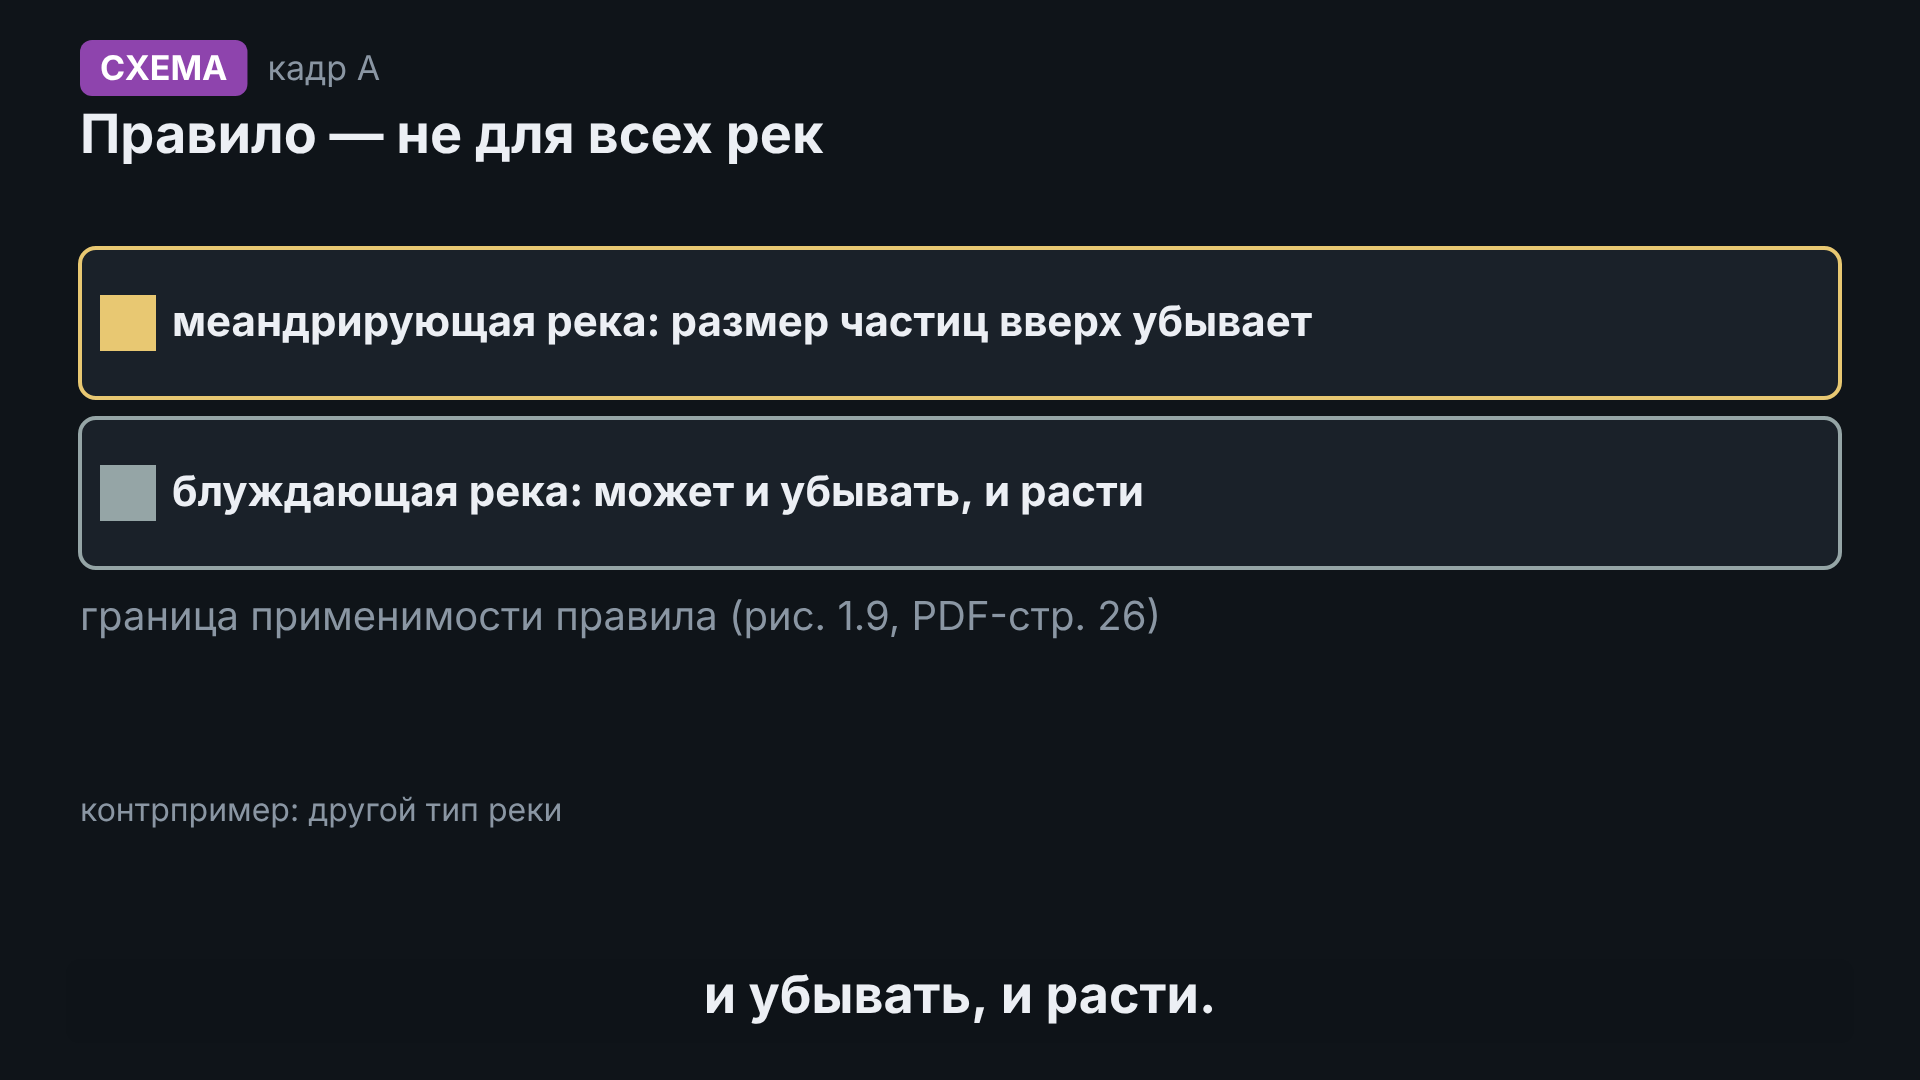 СХЕМА кадр А
Правило — не для всех рек
меандрирующая река: размер частиц вверх убывает
блуждающая река: может и убывать, и расти
граница применимости правила (рис. 1.9, PDF-стр. 26)
контрпример: другой тип реки
и убывать, и расти.